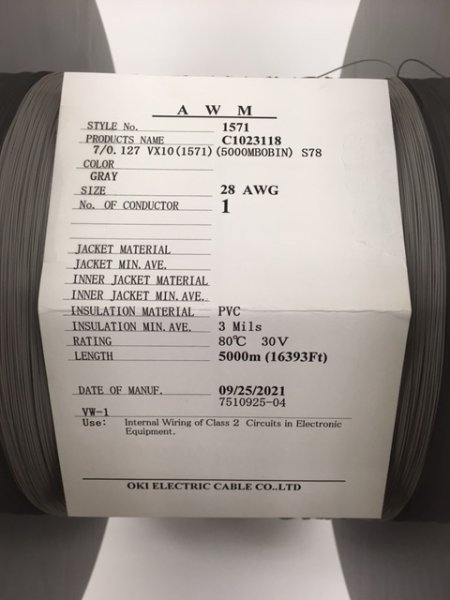 A W M
STYLE No. 1571
PRODUCTS NAME C1023118
7/0.127 VX10(1571)(5000MBOBIN) S78
COLOR
GRAY
SIZE 28 AWG
No. OF CONDUCTOR 1
JACKET MATERIAL
JACKET MIN.AVE.
INNER JACKET MATERIAL
INNER JACKET MIN.AVE.
INSULATION MATERIAL PVC
INSULATION MIN.AVE. 3 Mils
RATING 80℃ 30V
LENGTH 5000m (16393Ft)
DATE OF MANUF. 09/25/2021
7510925-04
VW-1
Use: Internal Wiring of Class 2 Circuits in Electronic
Equipment.
OKI ELECTRIC CABLE CO..LTD